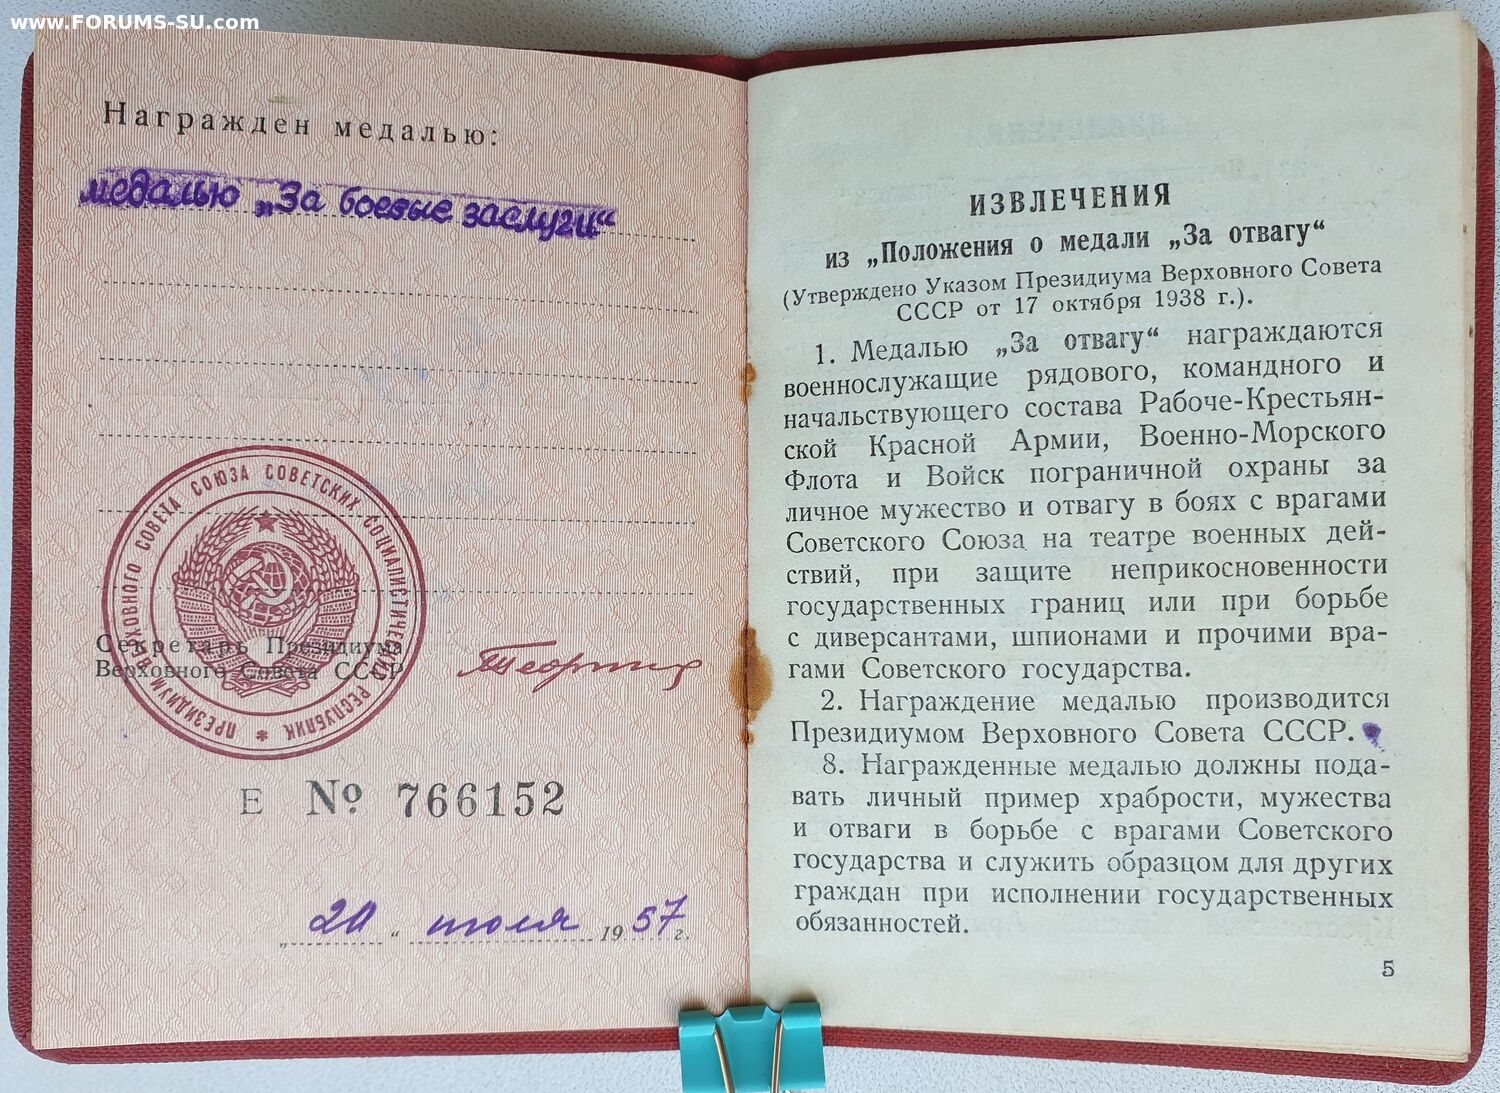 www.FORUMS-SU.com
Награжден медалью:
медалью „За боевые заслуги“
ПРЕЗИДИУМ ВЕРХОВНОГО СОВЕТА СОЮЗА СОВЕТСКИХ СОЦИАЛИСТИЧЕСКИХ РЕСПУБЛИК *
Секретарь Президиума
Верховного Совета СССР
Е № 766152
„20“ июля 1957 г.
ИЗВЛЕЧЕНИЯ
из „Положения о медали „За отвагу“
(Утверждено Указом Президиума Верховного Совета
СССР от 17 октября 1938 г.).
1. Медалью „За отвагу“ награждаются
военнослужащие рядового, командного и
начальствующего состава Рабоче-Крестьян-
ской Красной Армии, Военно-Морского
Флота и Войск пограничной охраны за
личное мужество и отвагу в боях с врагами
Советского Союза на театре военных дей-
ствий, при защите неприкосновенности
государственных границ или при борьбе
с диверсантами, шпионами и прочими вра-
гами Советского государства.
2. Награждение медалью производится
Президиумом Верховного Совета СССР.
8. Награжденные медалью должны пода-
вать личный пример храбрости, мужества
и отваги в борьбе с врагами Советского
государства и служить образцом для других
граждан при исполнении государственных
обязанностей.
5